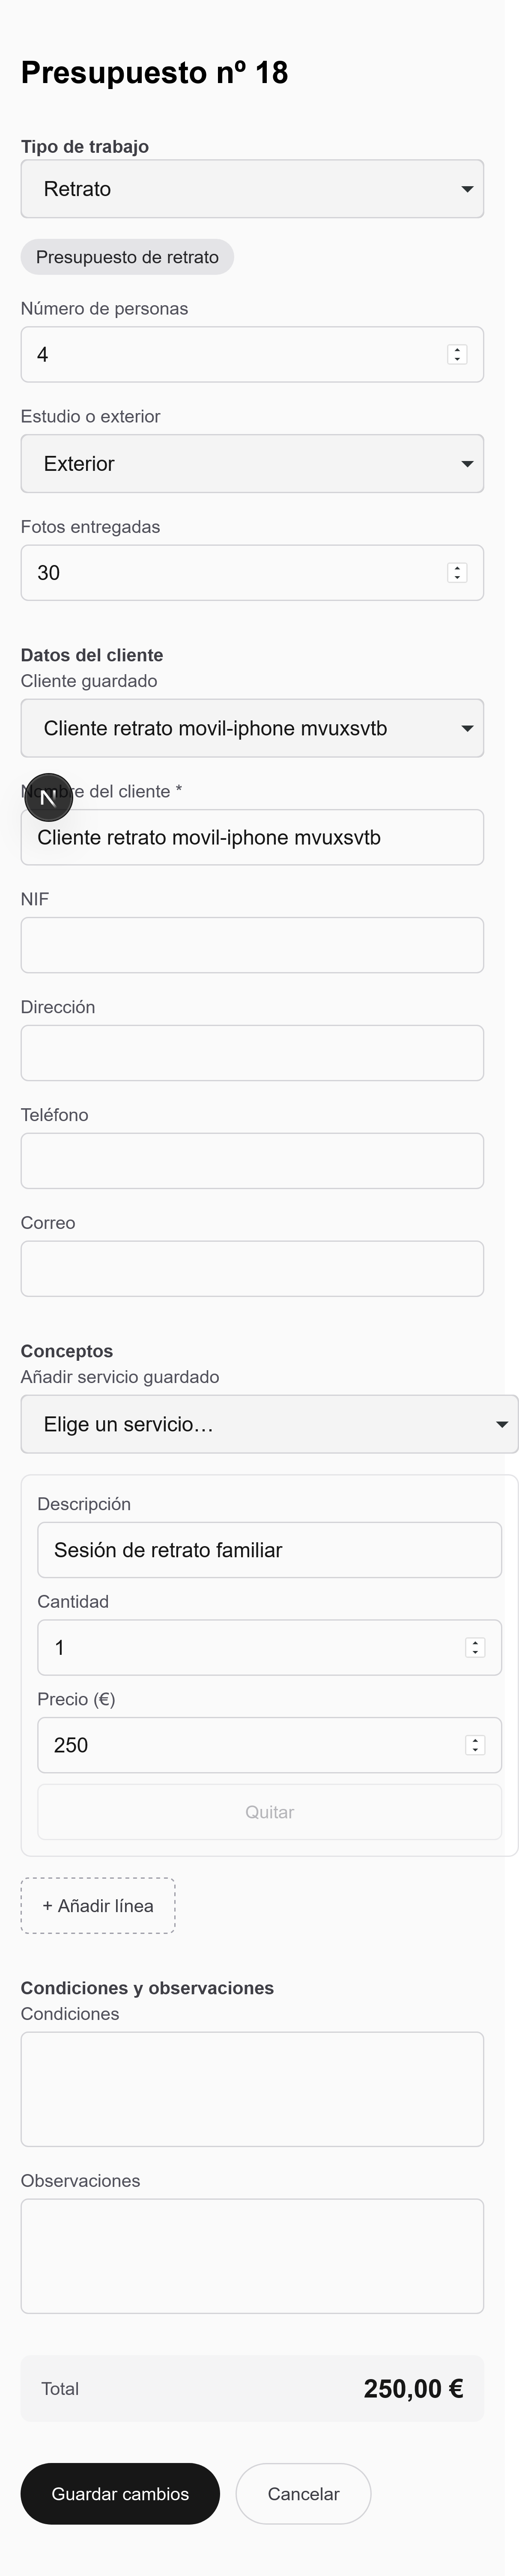 Presupuesto nº 18
Tipo de trabajo
Retrato
Presupuesto de retrato
Número de personas
4
Estudio o exterior
Exterior
Fotos entregadas
30
Datos del cliente
Cliente guardado
Cliente retrato movil-iphone mvuxsvtb
Nombre del cliente *
N
Cliente retrato movil-iphone mvuxsvtb
NIF
Dirección
Teléfono
Correo
Conceptos
Añadir servicio guardado
Elige un servicio…
Descripción
Sesión de retrato familiar
Cantidad
1
Precio (€)
250
Quitar
+ Añadir línea
Condiciones y observaciones
Condiciones
Observaciones
Total 250,00 €
Guardar cambios Cancelar